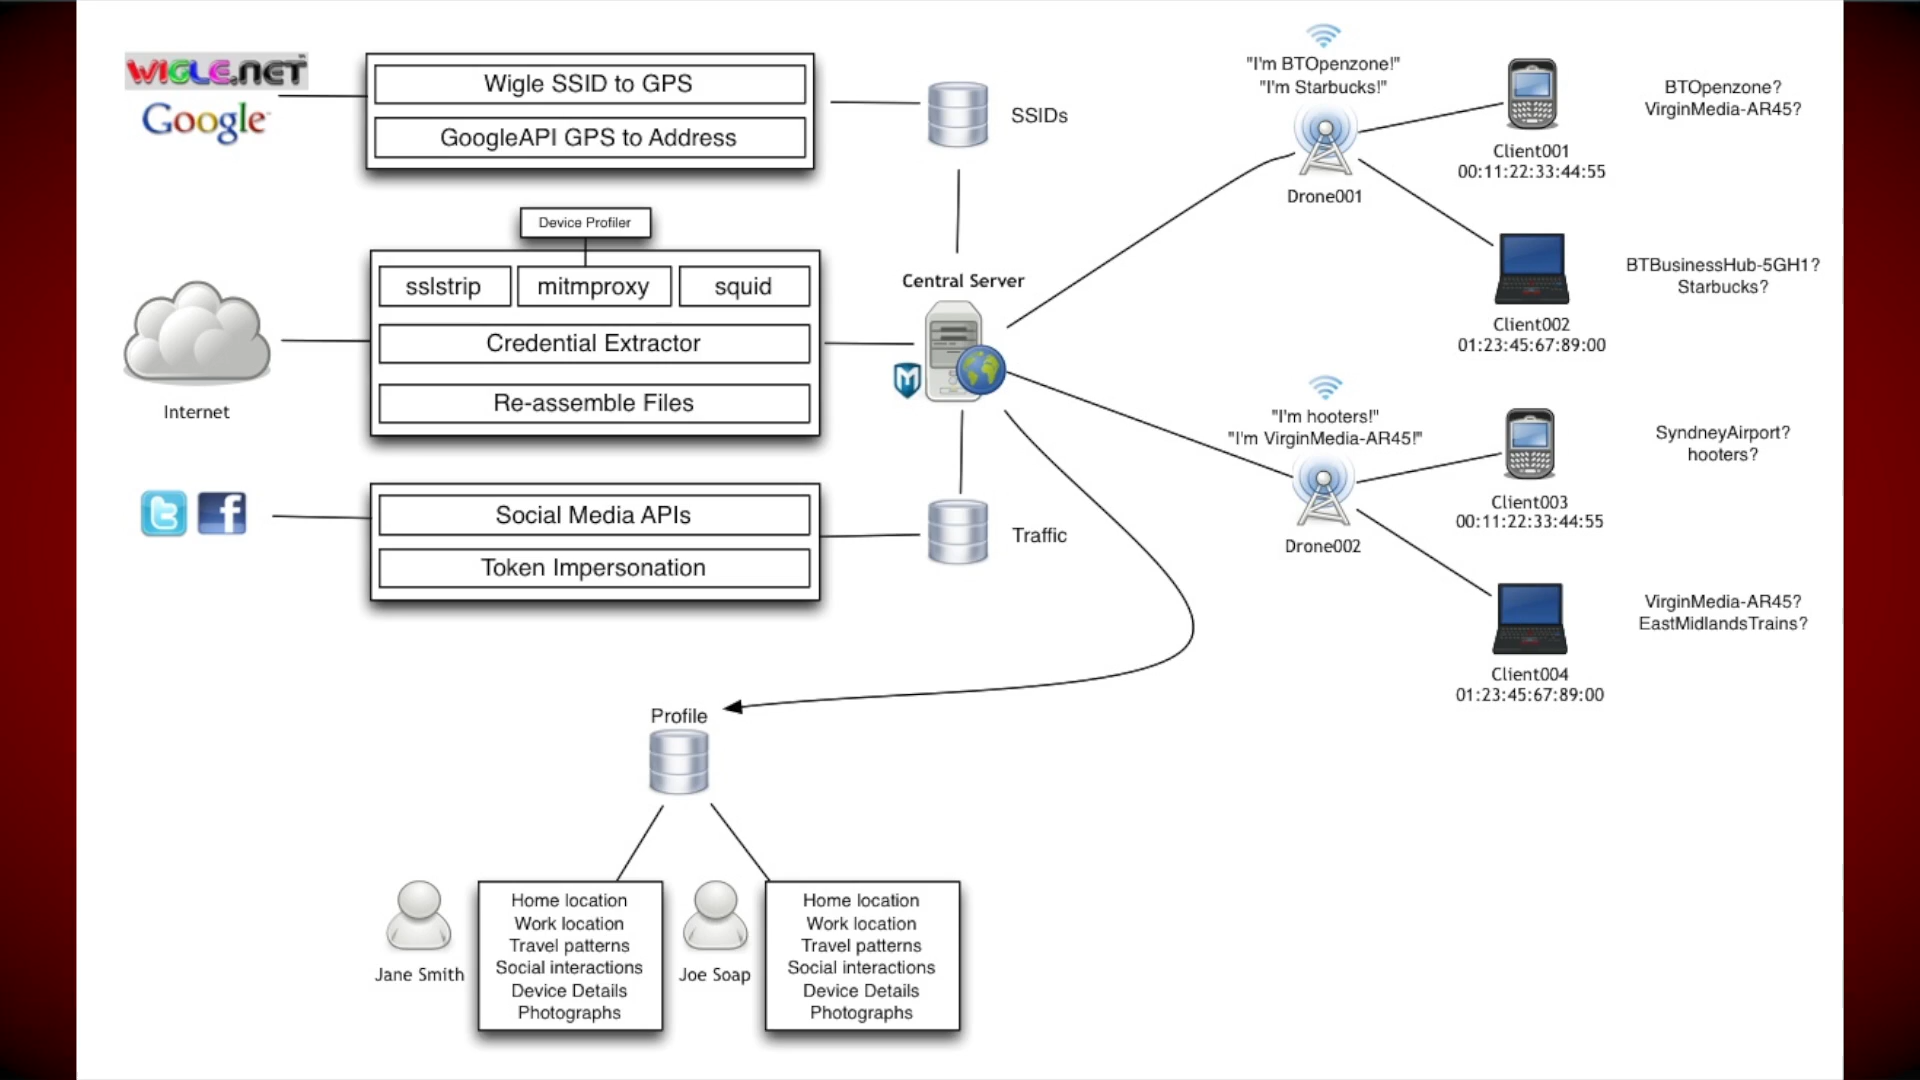 WIGLE.NET
Google
Wigle SSID to GPS
GoogleAPI GPS to Address
SSIDs
Device Profiler
sslstrip
mitmproxy
squid
Credential Extractor
Re-assemble Files
Internet
Central Server
Social Media APIs
Token Impersonation
Traffic
"I'm BTOpenzone!"
"I'm Starbucks!"
Drone001
Client001
00:11:22:33:44:55
BTOpenzone?
VirginMedia-AR45?
Client002
01:23:45:67:89:00
BTBusinessHub-5GH1?
Starbucks?
"I'm hooters!"
"I'm VirginMedia-AR45!"
Drone002
Client003
00:11:22:33:44:55
SyndneyAirport?
hooters?
Client004
01:23:45:67:89:00
VirginMedia-AR45?
EastMidlandsTrains?
Profile
Jane Smith
Home location
Work location
Travel patterns
Social interactions
Device Details
Photographs
Joe Soap
Home location
Work location
Travel patterns
Social interactions
Device Details
Photographs